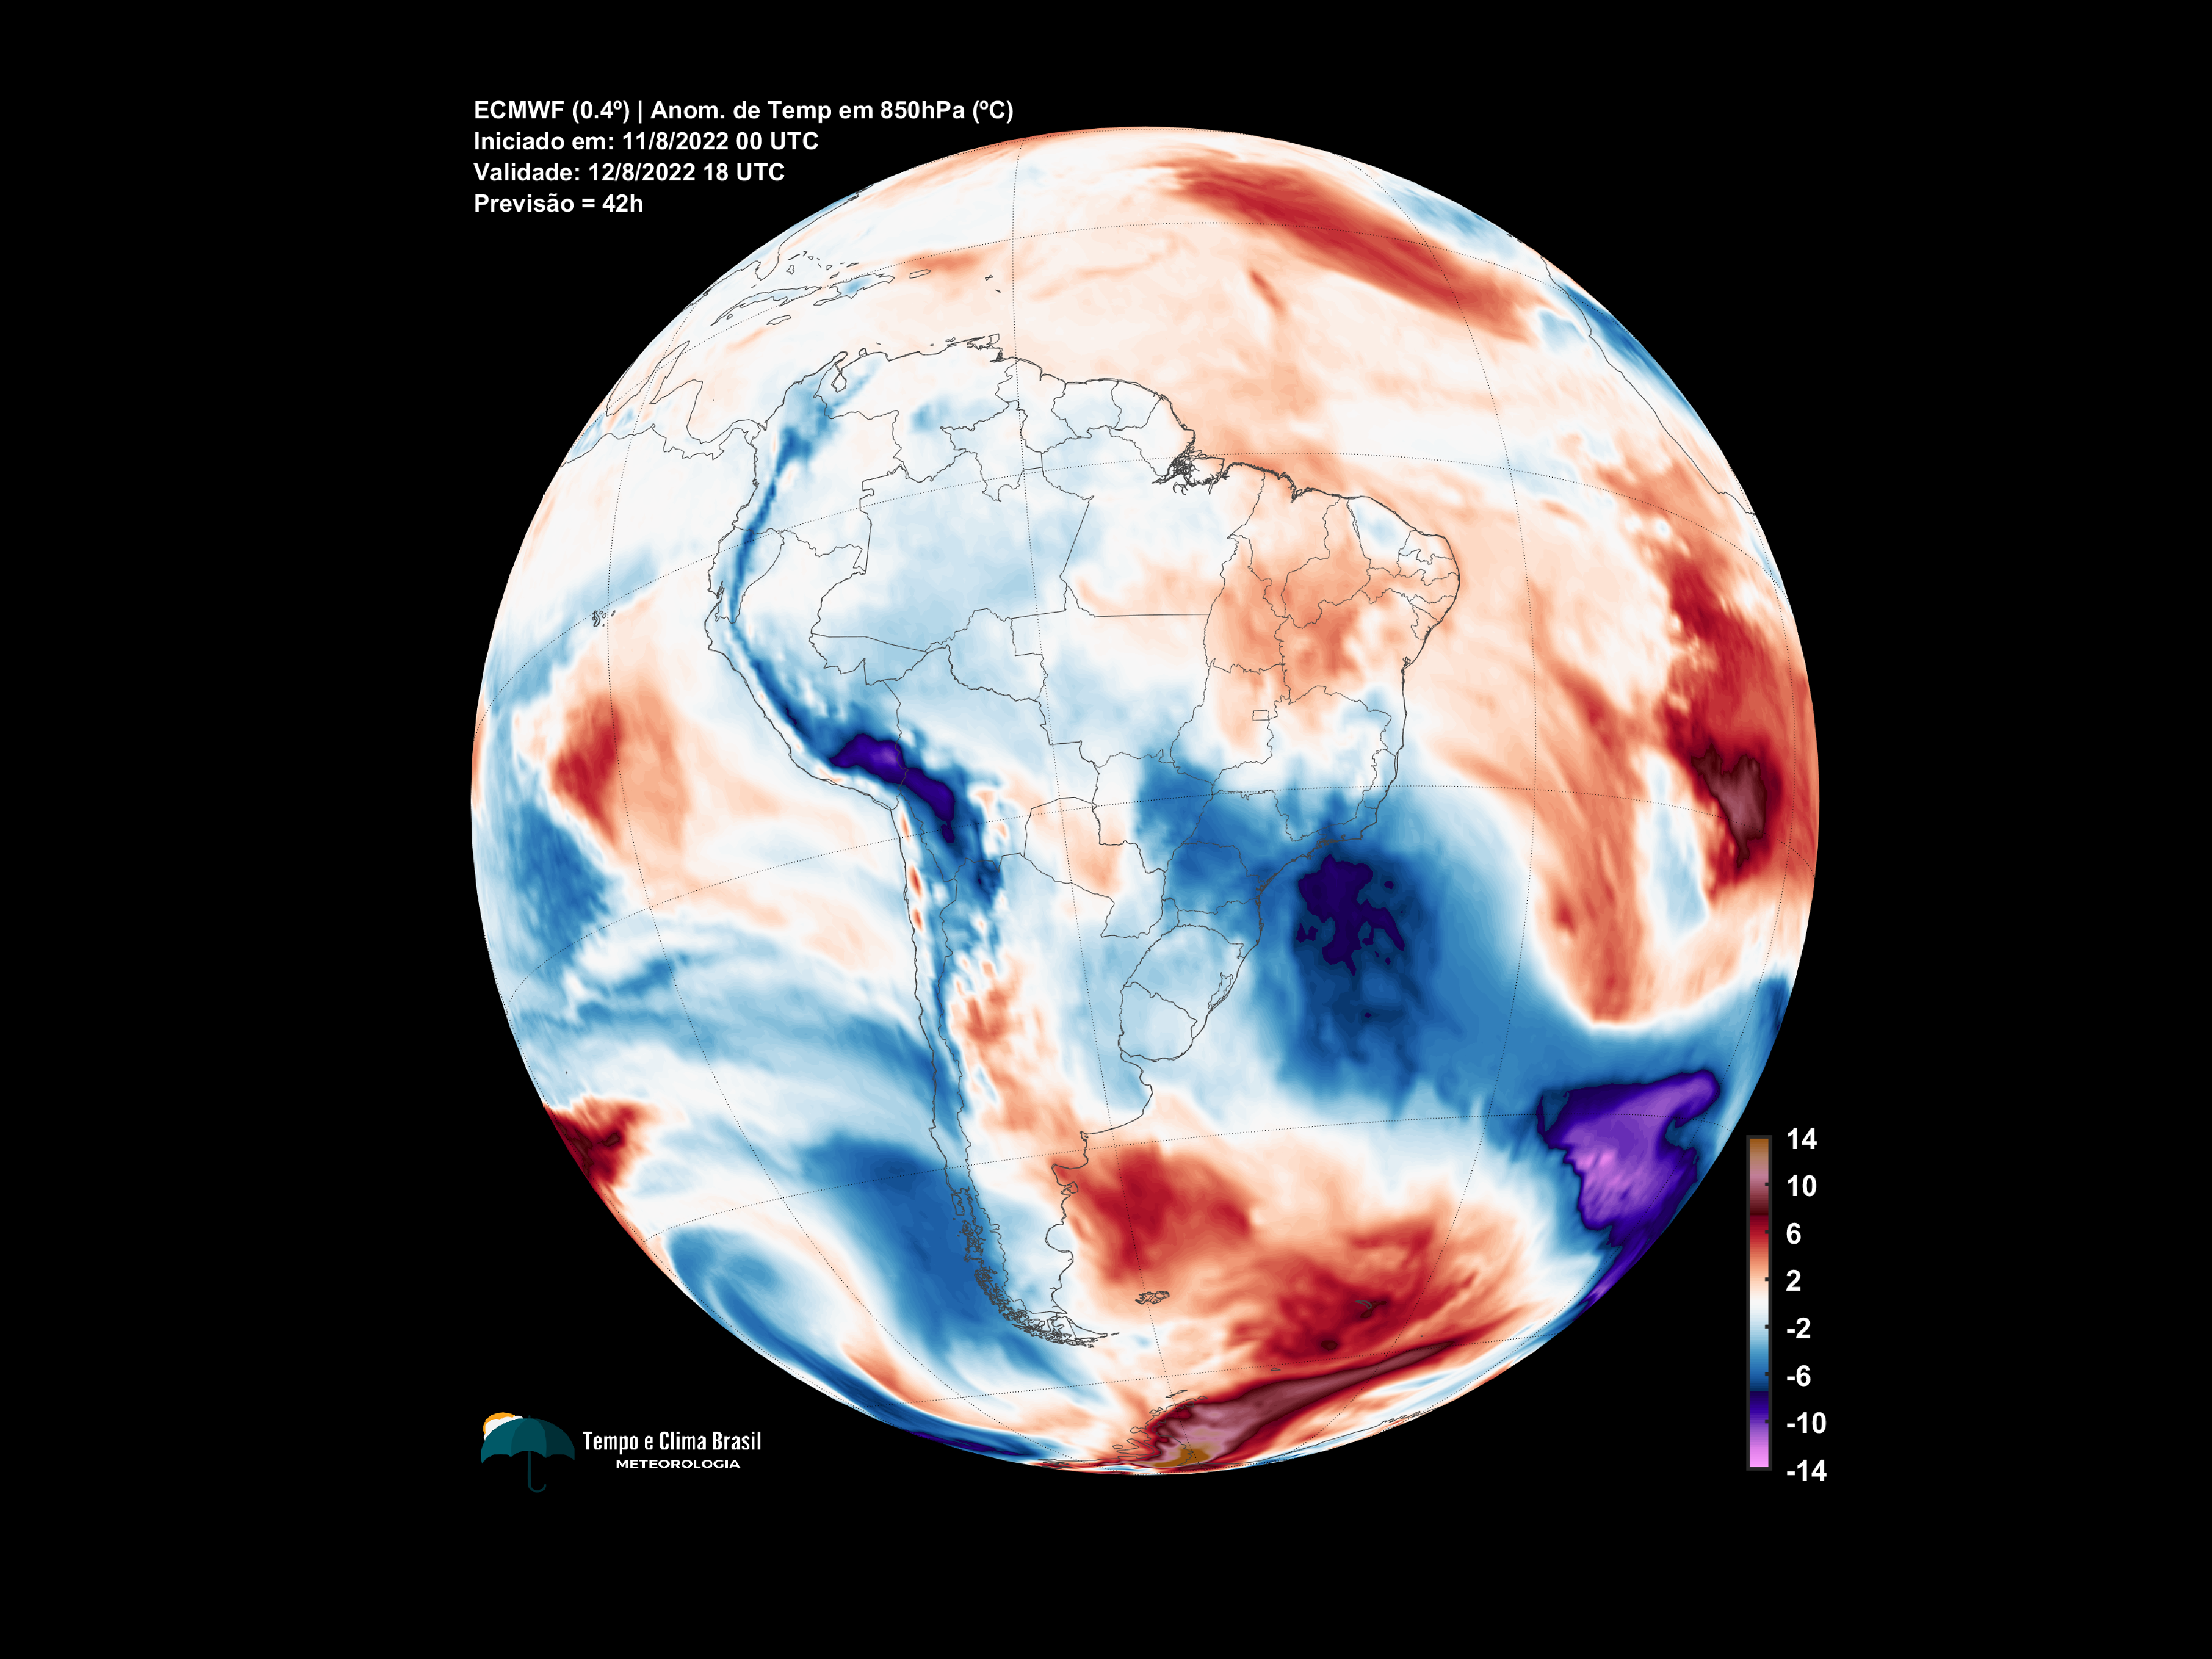 ECMWF (0.4º) | Anom. de Temp em 850hPa (ºC)
Iniciado em: 11/8/2022 00 UTC
Validade: 12/8/2022 18 UTC
Previsão = 42h
14
10
6
2
-2
-6
-10
-14
Tempo e Clima Brasil
METEOROLOGIA